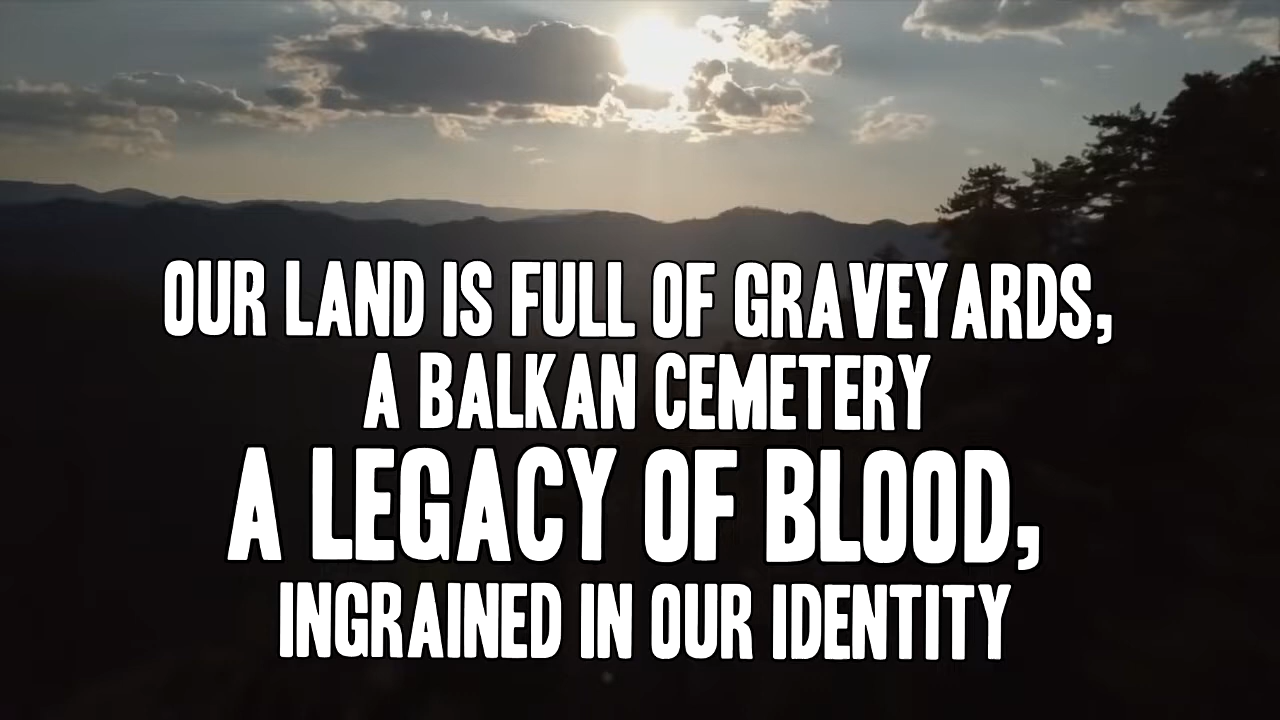 OUR LAND IS FULL OF GRAVEYARDS,
A BALKAN CEMETERY
A LEGACY OF BLOOD,
INGRAINED IN OUR IDENTITY